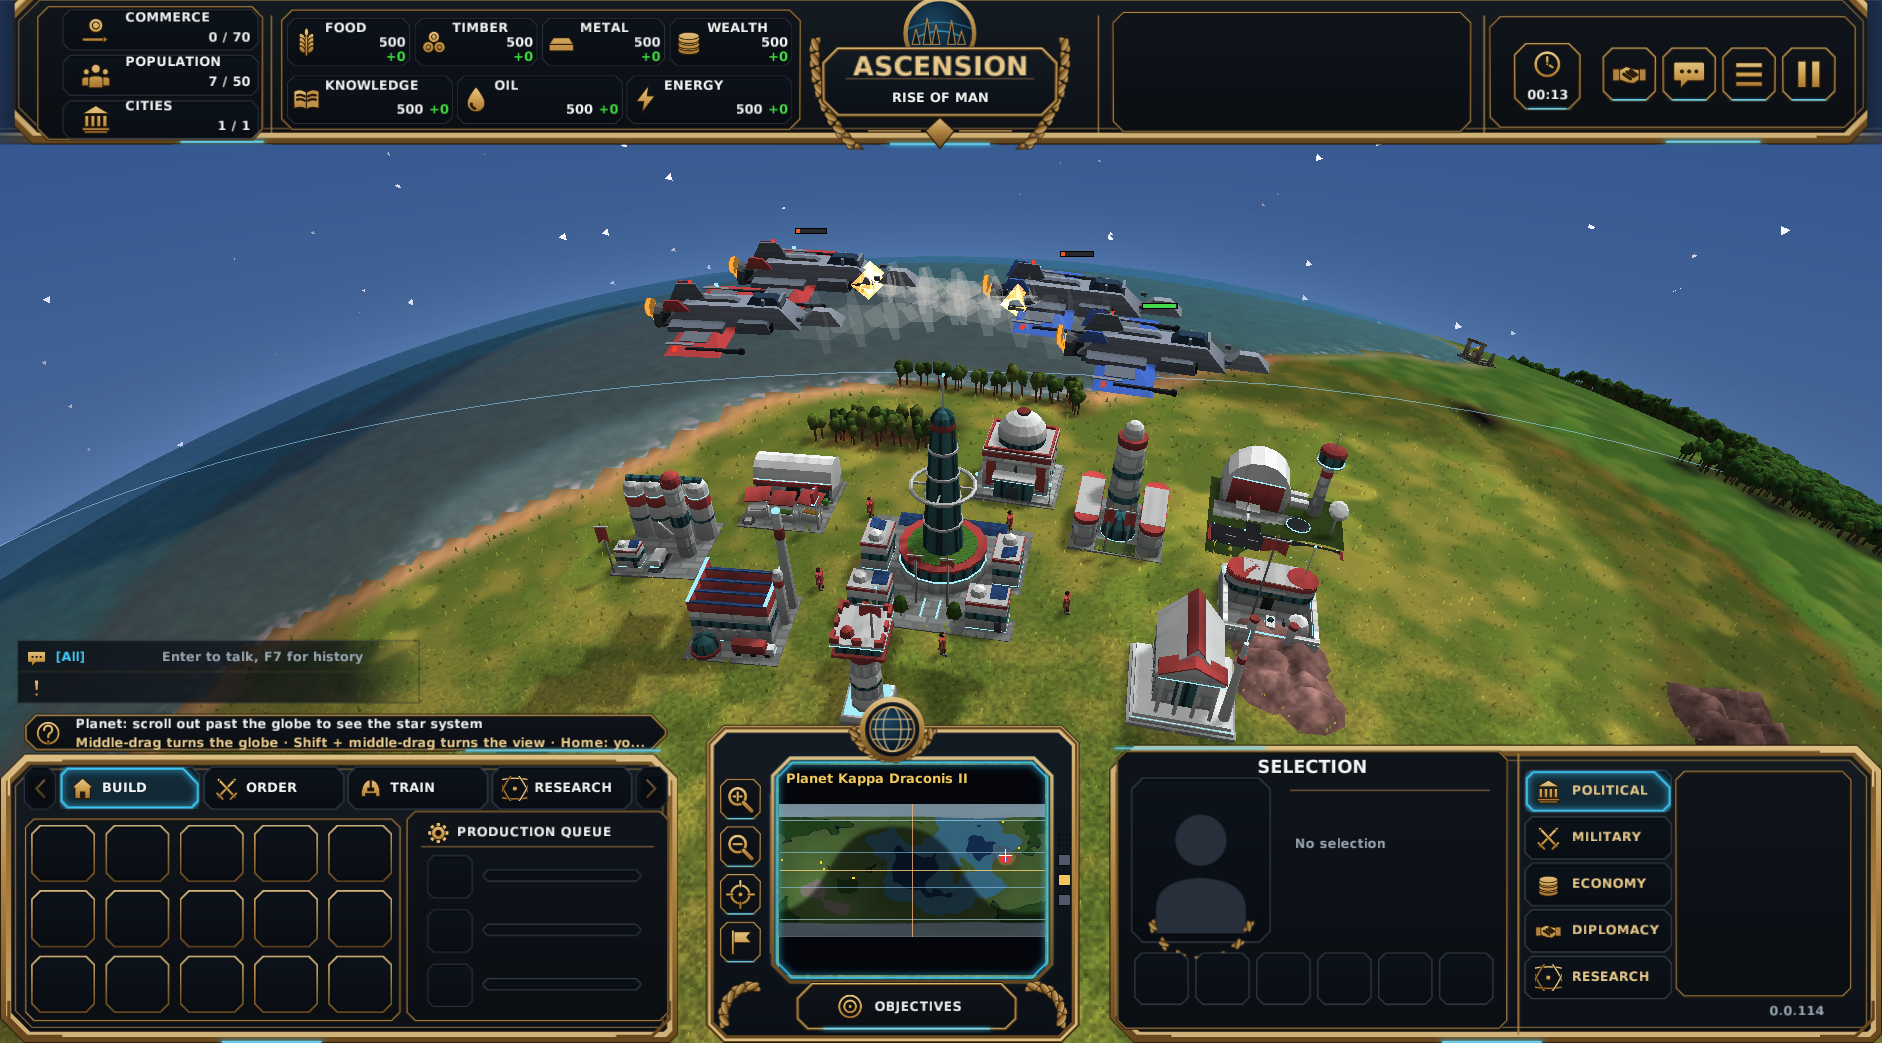 COMMERCE
0 / 70
POPULATION
7 / 50
CITIES
1 / 1
FOOD
500
+0
TIMBER
500
+0
METAL
500
+0
WEALTH
500
+0
KNOWLEDGE
500 +0
OIL
500 +0
ENERGY
500 +0
ASCENSION
RISE OF MAN
00:13
[All] Enter to talk, F7 for history
!
Planet: scroll out past the globe to see the star system
Middle-drag turns the globe · Shift + middle-drag turns the view · Home: yo...
BUILD
ORDER
TRAIN
RESEARCH
PRODUCTION QUEUE
Planet Kappa Draconis II
OBJECTIVES
SELECTION
No selection
POLITICAL
MILITARY
ECONOMY
DIPLOMACY
RESEARCH
0.0.114